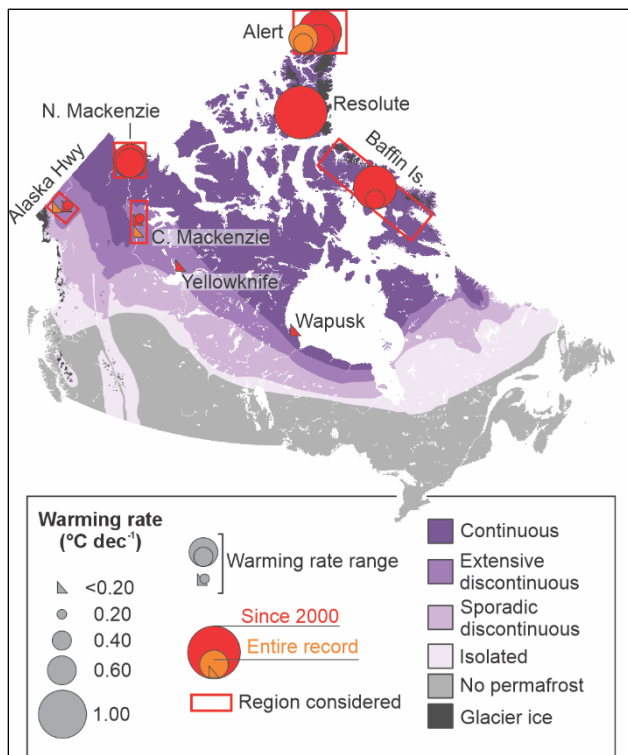 Alert
Resolute
N. Mackenzie
Baffin Is.
Alaska Hwy
C. Mackenzie
Yellowknife
Wapusk
Warming rate
(°C dec⁻¹)
<0.20
0.20
0.40
0.60
1.00
Warming rate range
Since 2000
Entire record
Region considered
Continuous
Extensive
discontinuous
Sporadic
discontinuous
Isolated
No permafrost
Glacier ice